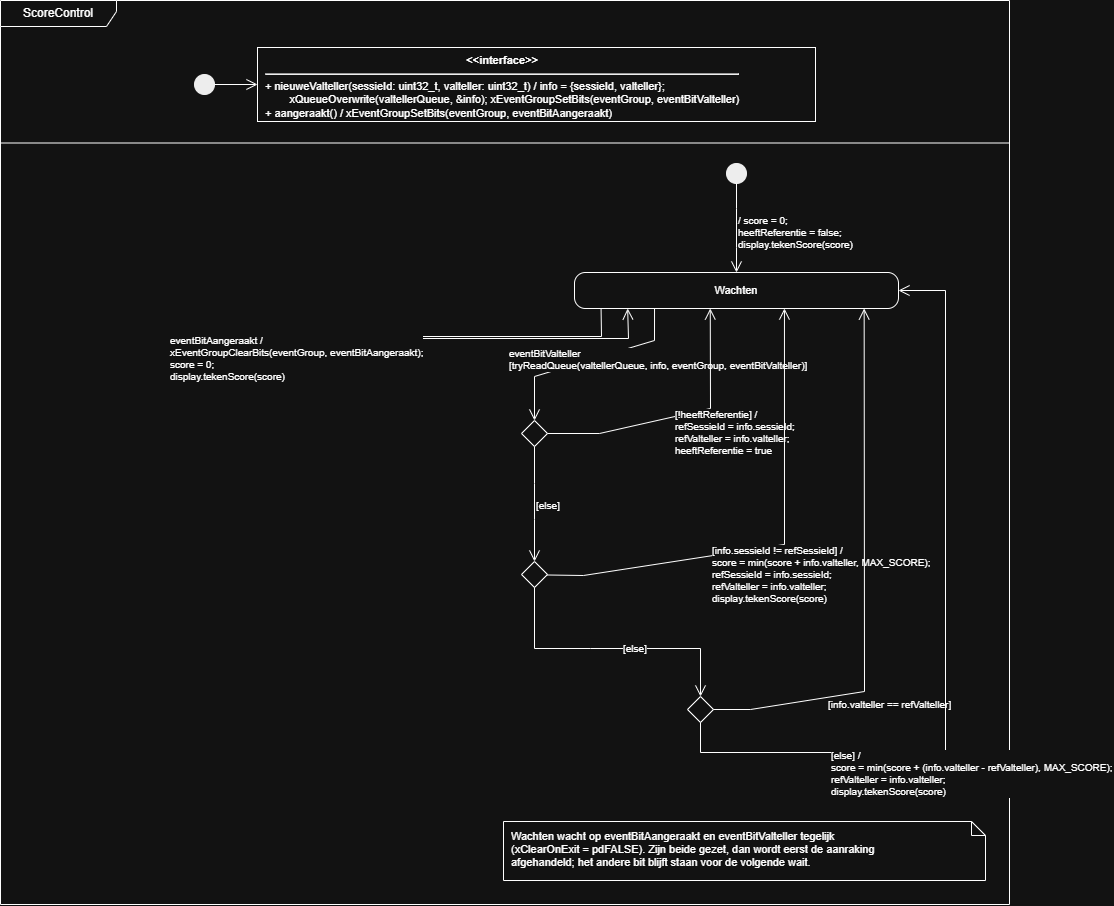 ScoreControl
<<interface>>
+ nieuweValteller(sessieId: uint32_t, valteller: uint32_t) / info = {sessieId, valteller};
xQueueOverwrite(valtellerQueue, &info); xEventGroupSetBits(eventGroup, eventBitValteller)
+ aangeraakt() / xEventGroupSetBits(eventGroup, eventBitAangeraakt)
/ score = 0;
heeftReferentie = false;
display.tekenScore(score)
Wachten
eventBitAangeraakt /
xEventGroupClearBits(eventGroup, eventBitAangeraakt);
score = 0;
display.tekenScore(score)
eventBitValteller
[tryReadQueue(valtellerQueue, info, eventGroup, eventBitValteller)]
[!heeftReferentie] /
refSessieId = info.sessieId;
refValteller = info.valteller;
heeftReferentie = true
[else]
[info.sessieId != refSessieId] /
score = min(score + info.valteller, MAX_SCORE);
refSessieId = info.sessieId;
refValteller = info.valteller;
display.tekenScore(score)
[else]
[info.valteller == refValteller]
[else] /
score = min(score + (info.valteller - refValteller), MAX_SCORE);
refValteller = info.valteller;
display.tekenScore(score)
Wachten wacht op eventBitAangeraakt en eventBitValteller tegelijk
(xClearOnExit = pdFALSE). Zijn beide gezet, dan wordt eerst de aanraking
afgehandeld; het andere bit blijft staan voor de volgende wait.